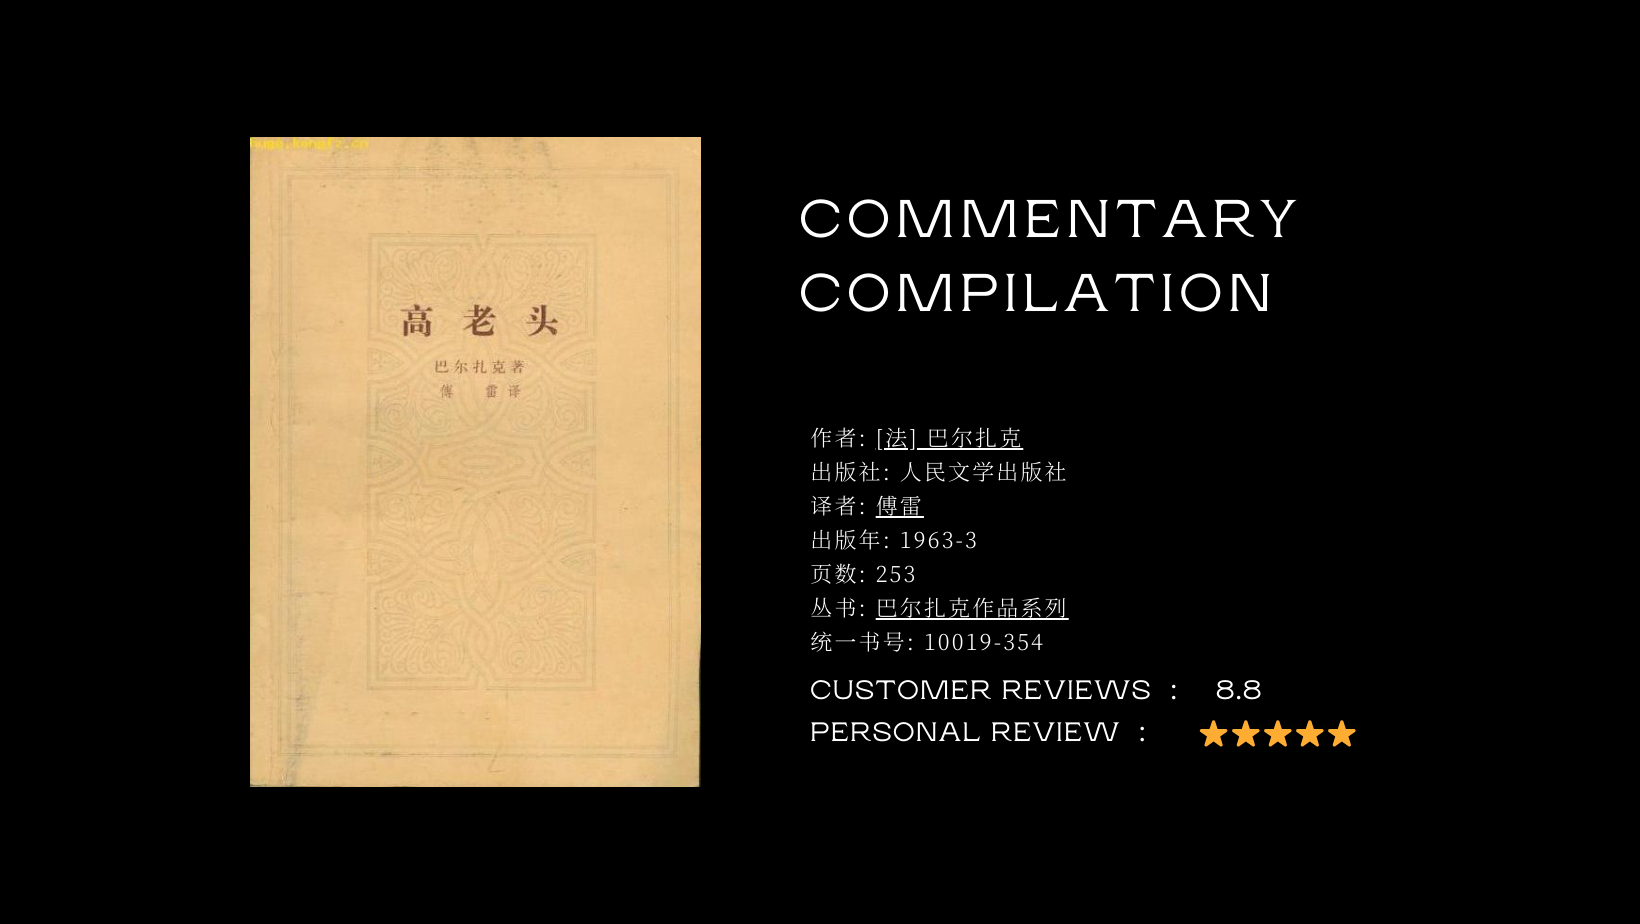 高老头
巴尔扎克著
傅 雷译
COMMENTARY
COMPILATION
作者: [法] 巴尔扎克
出版社: 人民文学出版社
译者: 傅雷
出版年: 1963-3
页数: 253
丛书: 巴尔扎克作品系列
统一书号: 10019-354
CUSTOMER REVIEWS : 8.8
PERSONAL REVIEW :